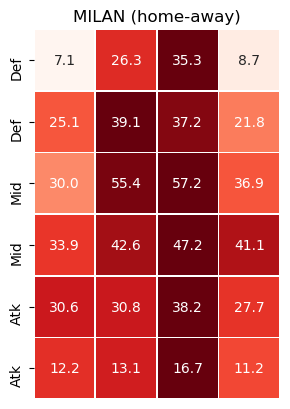 MILAN (home-away)
Def 7.1 26.3 35.3 8.7
Def 25.1 39.1 37.2 21.8
Mid 30.0 55.4 57.2 36.9
Mid 33.9 42.6 47.2 41.1
Atk 30.6 30.8 38.2 27.7
Atk 12.2 13.1 16.7 11.2